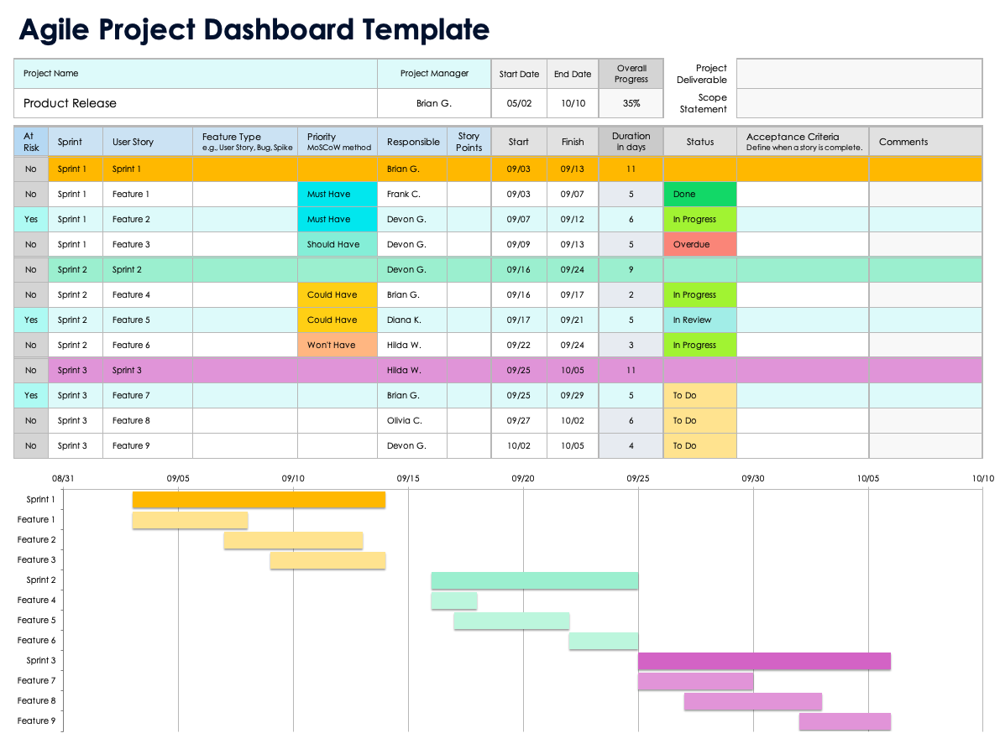 Agile Project Dashboard Template
Project Name Project Manager Start Date End Date Overall Progress Project Deliverable
Product Release Brian G. 05/02 10/10 35% Scope Statement
At Risk Sprint User Story Feature Type e.g., User Story, Bug, Spike Priority MoSCoW method Responsible Story Points Start Finish Duration in days Status Acceptance Criteria Define when a story is complete. Comments
No Sprint 1 Sprint 1 Brian G. 09/03 09/13 11
No Sprint 1 Feature 1 Must Have Frank C. 09/03 09/07 5 Done
Yes Sprint 1 Feature 2 Must Have Devon G. 09/07 09/12 6 In Progress
No Sprint 1 Feature 3 Should Have Devon G. 09/09 09/13 5 Overdue
No Sprint 2 Sprint 2 Devon G. 09/16 09/24 9
No Sprint 2 Feature 4 Could Have Brian G. 09/16 09/17 2 In Progress
Yes Sprint 2 Feature 5 Could Have Diana K. 09/17 09/21 5 In Review
No Sprint 2 Feature 6 Won't Have Hilda W. 09/22 09/24 3 In Progress
No Sprint 3 Sprint 3 Hilda W. 09/25 10/05 11
Yes Sprint 3 Feature 7 Brian G. 09/25 09/29 5 To Do
No Sprint 3 Feature 8 Olivia C. 09/27 10/02 6 To Do
No Sprint 3 Feature 9 Devon G. 10/02 10/05 4 To Do
08/31 09/05 09/10 09/15 09/20 09/25 09/30 10/05 10/10
Sprint 1
Feature 1
Feature 2
Feature 3
Sprint 2
Feature 4
Feature 5
Feature 6
Sprint 3
Feature 7
Feature 8
Feature 9